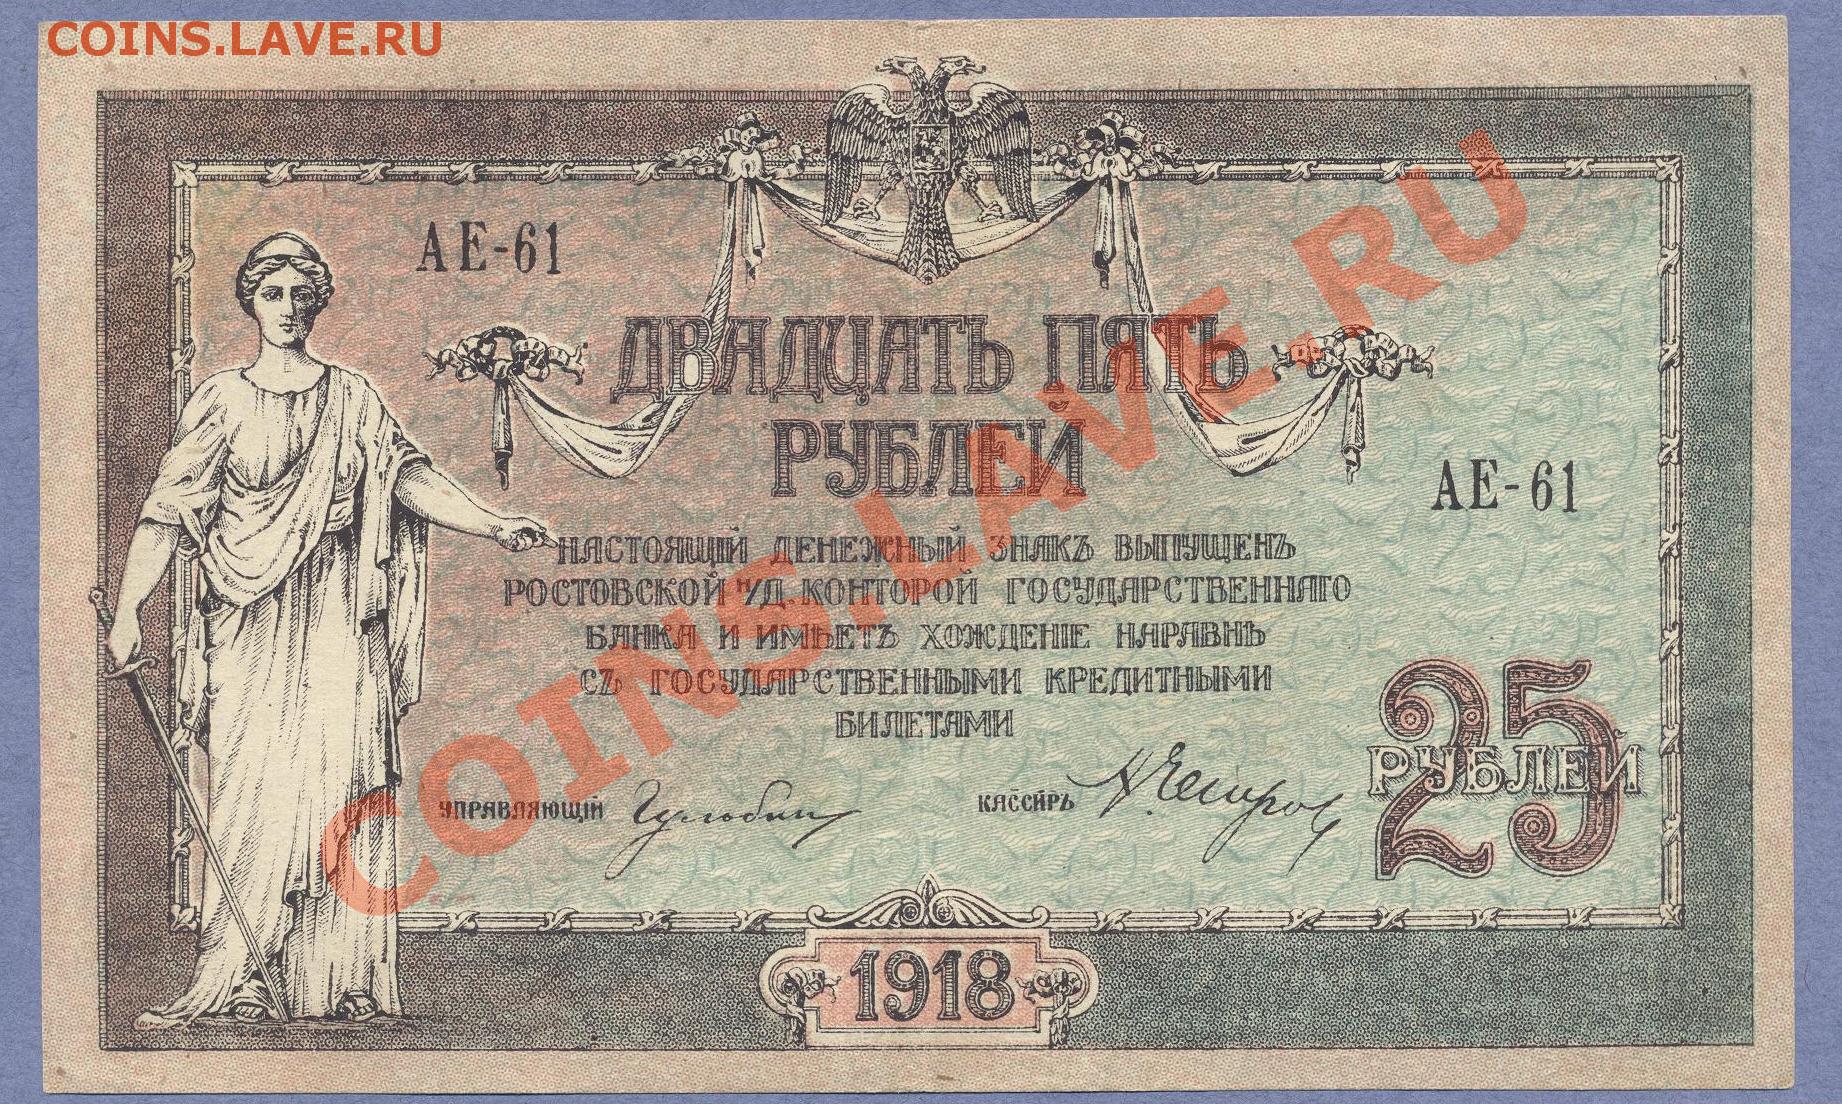 COINS.LAVE.RU
АЕ-61
ДВАДЦАТЬ ПЯТЬ
РУБЛЕЙ
АЕ-61
НАСТОЯЩІЙ ДЕНЕЖНЫЙ ЗНАКЪ ВЫПУЩЕНЪ
РОСТОВСКОЙ Н/Д. КОНТОРОЙ ГОСУДАРСТВЕННАГО
БАНКА И ИМѢЕТЪ ХОЖДЕНІЕ НАРАВНѢ
СЪ ГОСУДАРСТВЕННЫМИ КРЕДИТНЫМИ
БИЛЕТАМИ
25
РУБЛЕЙ
УПРАВЛЯЮЩІЙ
КАССИРЪ
1918
COINS.LAVE.RU